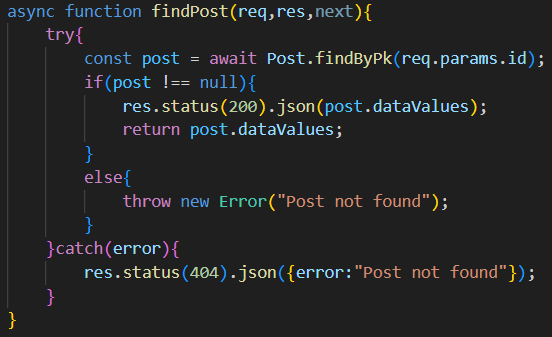 async function findPost(req,res,next){
    try{
        const post = await Post.findByPk(req.params.id);
        if(post !== null){
            res.status(200).json(post.dataValues);
            return post.dataValues;
        }
        else{
            throw new Error("Post not found");
        }
    }catch(error){
        res.status(404).json({error:"Post not found"});
    }
}